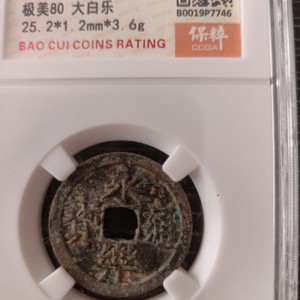 极美80 大白乐
25.2*1.2mm*3.6g
B0019P7746
BAO CUI COINS RATING
保粹
CCGA